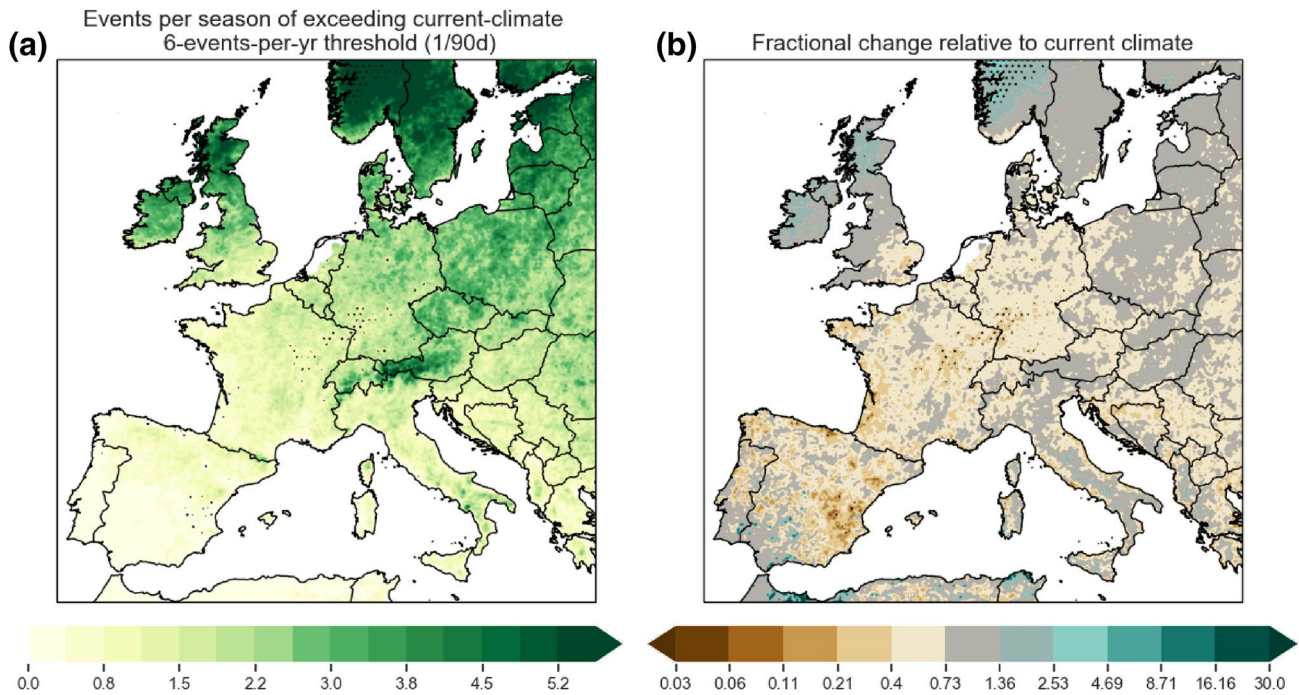 (a)
Events per season of exceeding current-climate
6-events-per-yr threshold (1/90d)
(b)
Fractional change relative to current climate
0.0 0.8 1.5 2.2 3.0 3.8 4.5 5.2
0.03 0.06 0.11 0.21 0.4 0.73 1.36 2.53 4.69 8.71 16.16 30.0